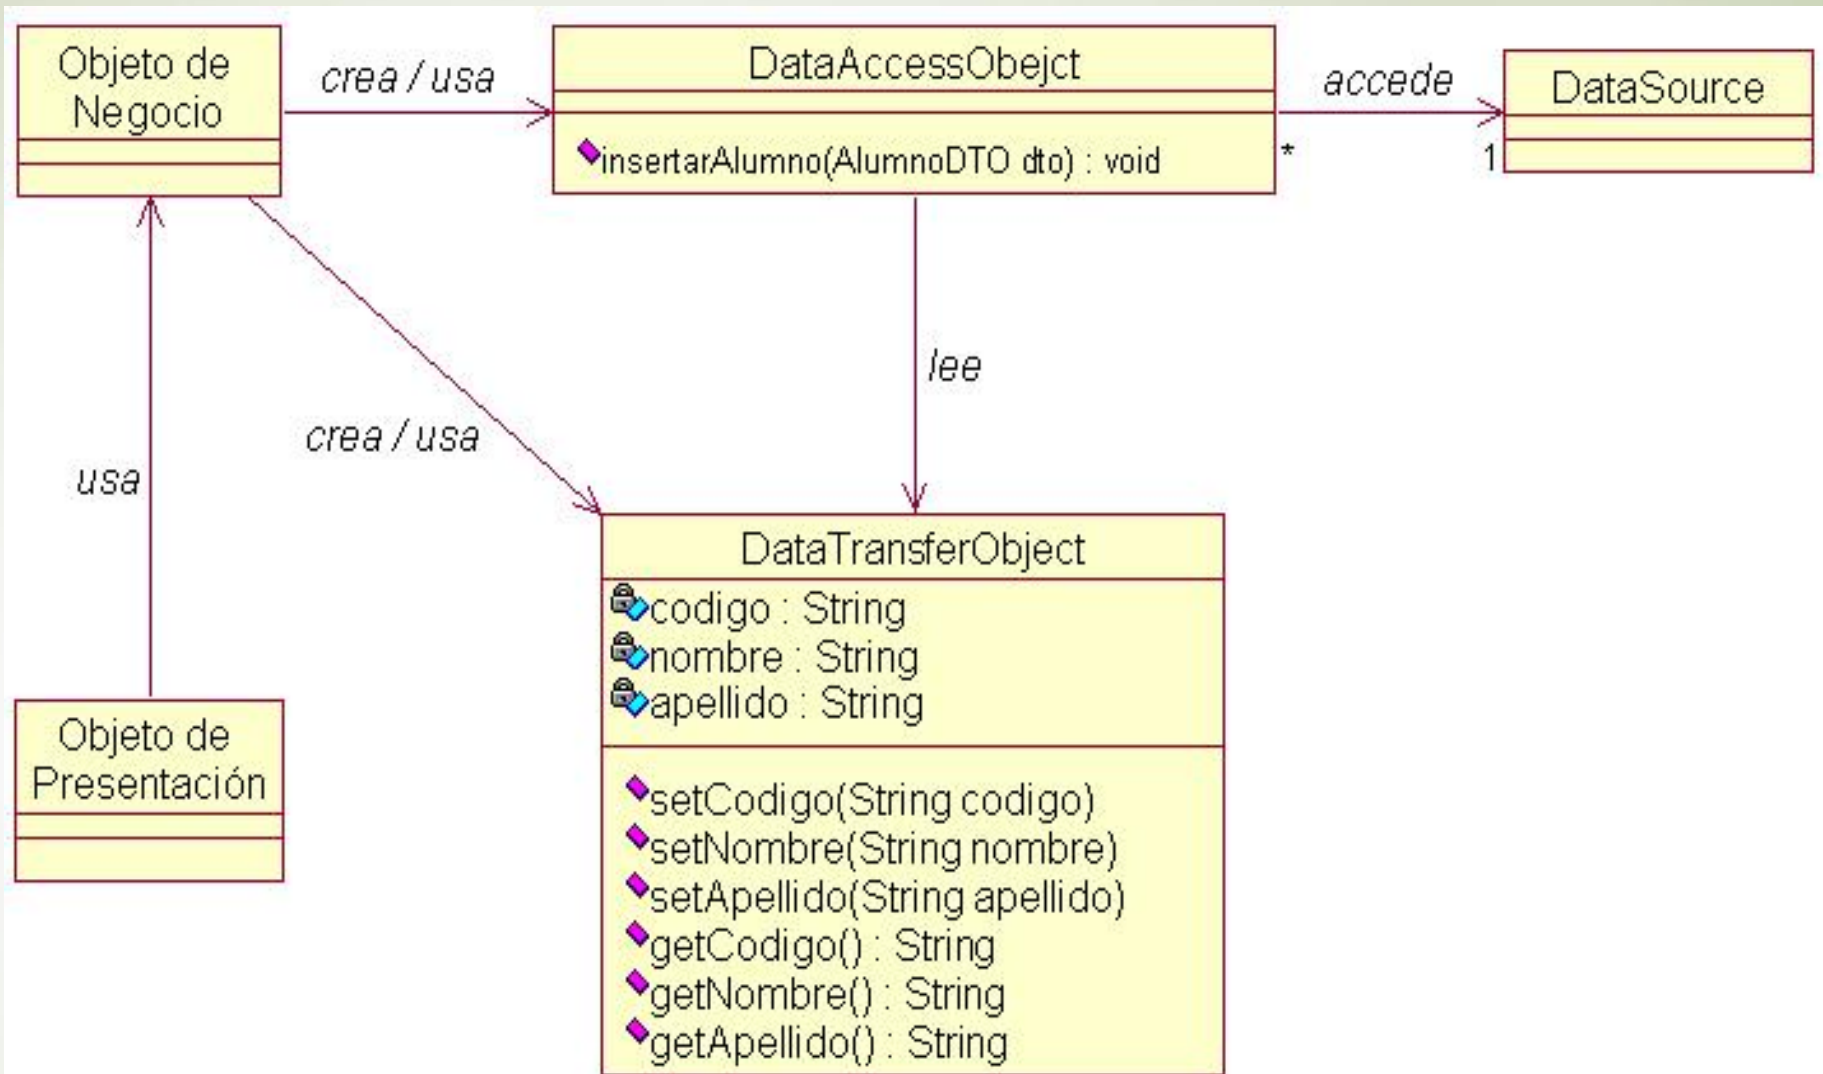 Objeto de
Negocio
crea / usa
DataAccessObejct
insertarAlumno(AlumnoDTO dto) : void
accede
*
1
DataSource
lee
crea / usa
usa
Objeto de
Presentación
DataTransferObject
codigo : String
nombre : String
apellido : String
setCodigo(String codigo)
setNombre(String nombre)
setApellido(String apellido)
getCodigo() : String
getNombre() : String
getApellido() : String